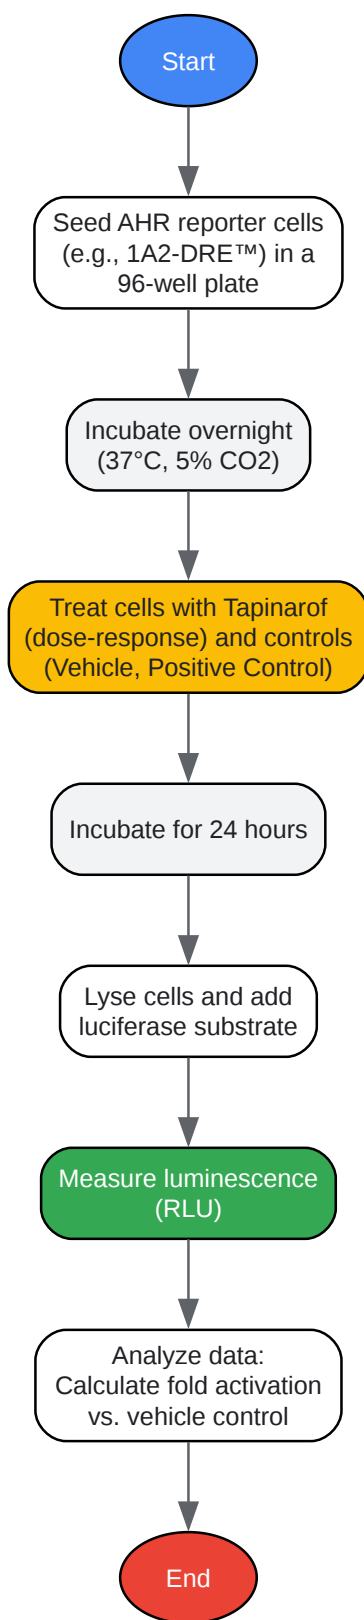 Start
Seed AHR reporter cells
(e.g., 1A2-DRE™) in a
96-well plate
Incubate overnight
(37°C, 5% CO2)
Treat cells with Tapinarof
(dose-response) and controls
(Vehicle, Positive Control)
Incubate for 24 hours
Lyse cells and add
luciferase substrate
Measure luminescence
(RLU)
Analyze data:
Calculate fold activation
vs. vehicle control
End